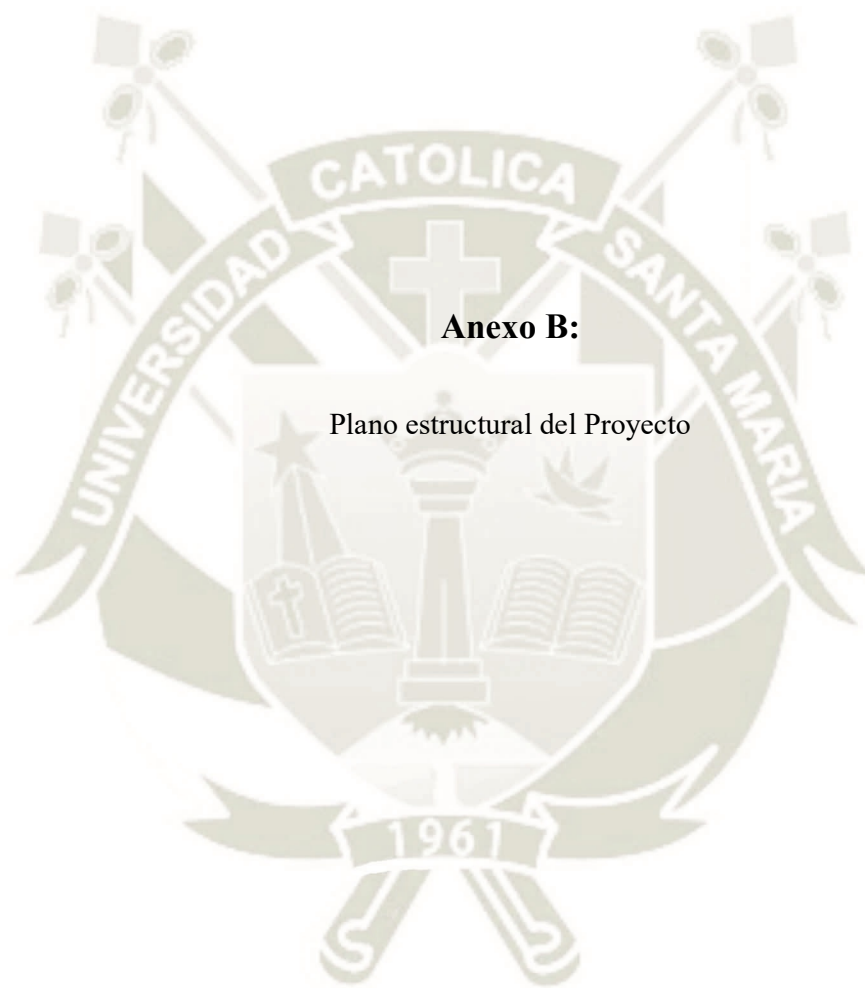 CATOLICA
UNIVERSIDAD
SANTA MARIA
Anexo B:
Plano estructural del Proyecto
1961